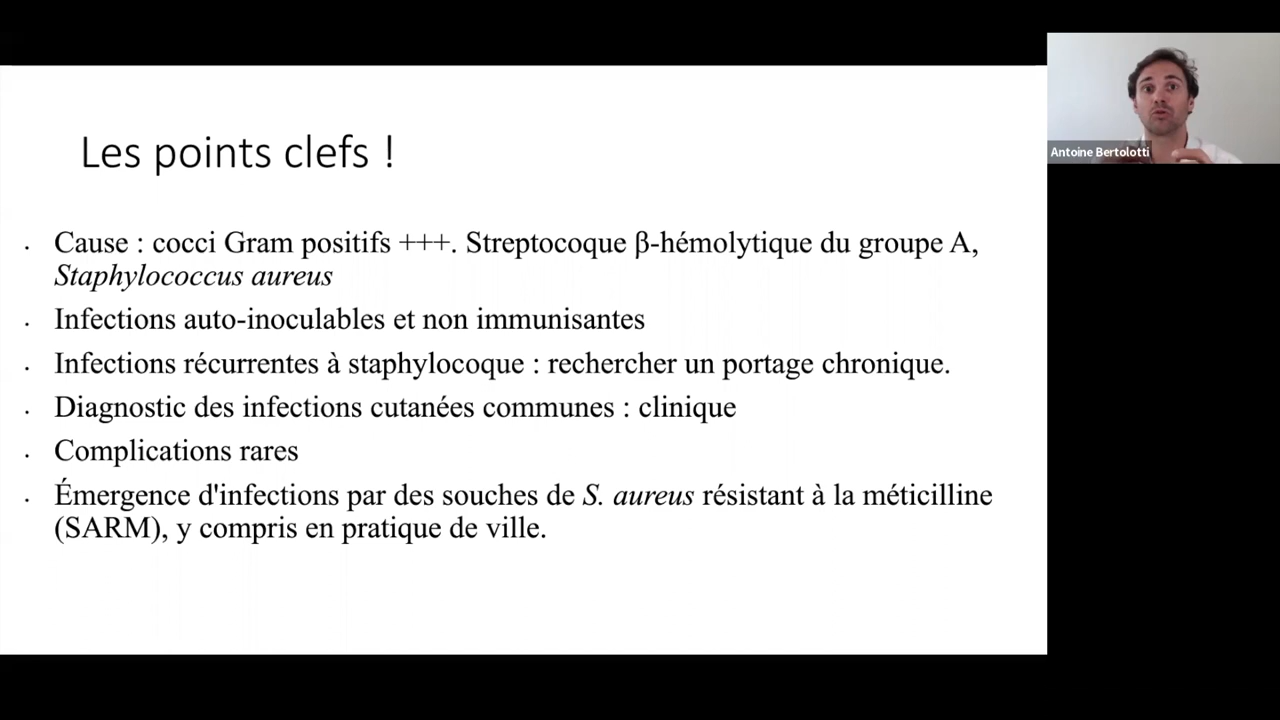 Les points clefs !
Antoine Bertolotti
· Cause : cocci Gram positifs +++. Streptocoque β-hémolytique du groupe A,
Staphylococcus aureus
· Infections auto-inoculables et non immunisantes
· Infections récurrentes à staphylocoque : rechercher un portage chronique.
· Diagnostic des infections cutanées communes : clinique
· Complications rares
· Émergence d'infections par des souches de S. aureus résistant à la méticilline
(SARM), y compris en pratique de ville.